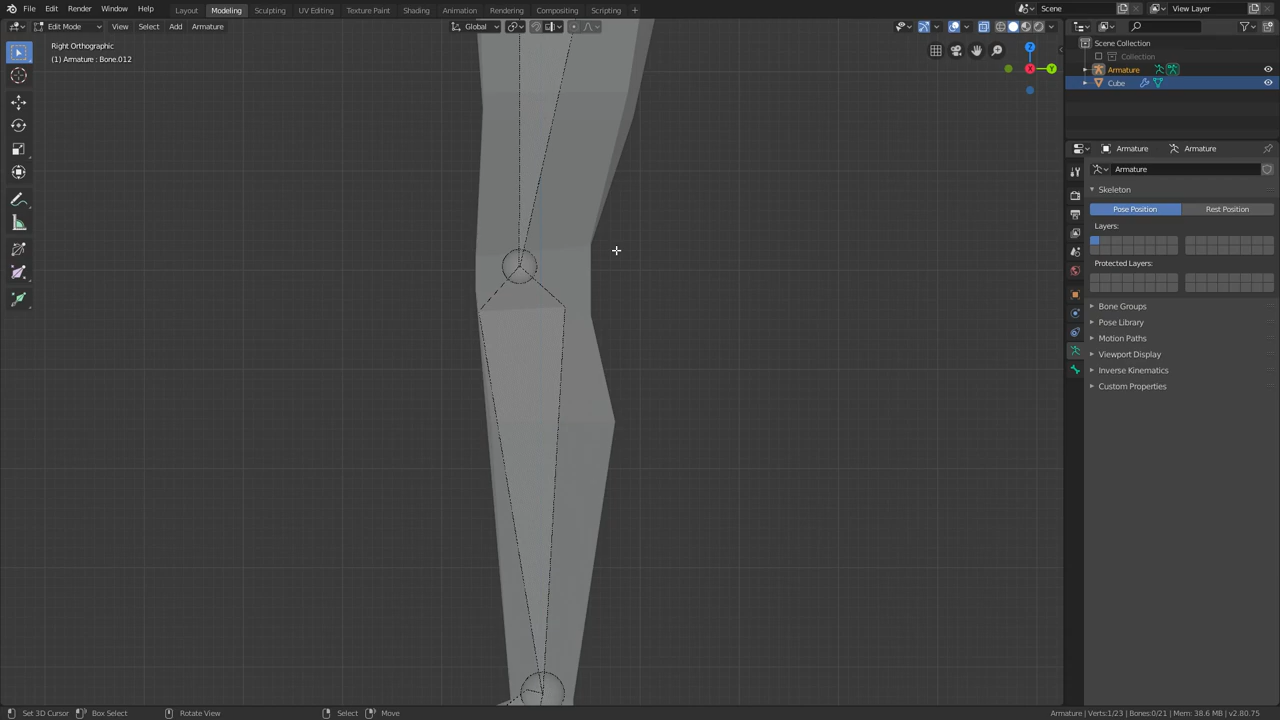 File Edit Render Window Help Layout Modeling Sculpting UV Editing Texture Paint Shading Animation Rendering Compositing Scripting + Scene View Layer
Edit Mode View Select Add Armature Global
Right Orthographic
(1) Armature : Bone.012
Z
X
Y
Scene Collection
Collection
Armature
Cube
Armature Armature
Armature
Skeleton
Pose Position Rest Position
Layers:
Protected Layers:
Bone Groups
Pose Library
Motion Paths
Viewport Display
Inverse Kinematics
Custom Properties
Set 3D Cursor Box Select Rotate View Select Move Armature | Verts:1/23 | Bones:0/21 | Mem: 38.6 MB | v2.80.75